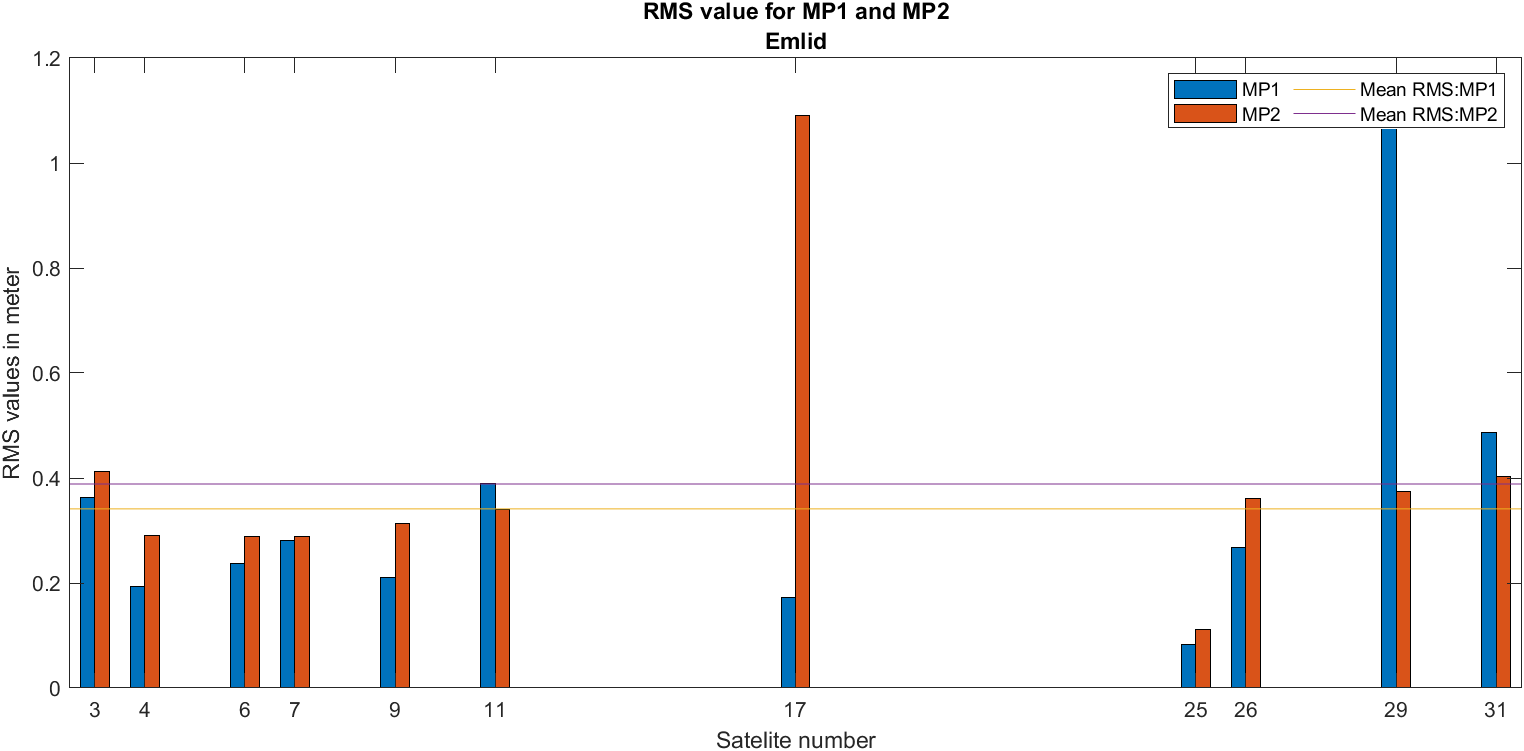 RMS value for MP1 and MP2
Emlid
1.2
1
0.8
0.6
0.4
0.2
0
RMS values in meter
MP1 Mean RMS:MP1
MP2 Mean RMS:MP2
3 4 6 7 9 11 17 25 26 29 31
Satelite number